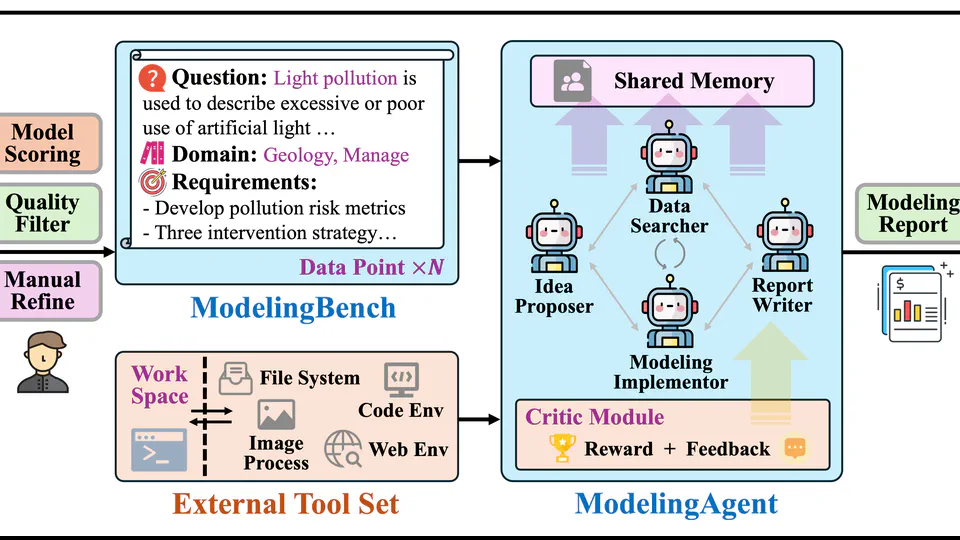 Model
Scoring
Quality
Filter
Manual
Refine
Question: Light pollution is
used to describe excessive or poor
use of artificial light …
Domain: Geology, Manage
Requirements:
- Develop pollution risk metrics
- Three intervention strategy…
Data Point ×N
ModelingBench
Work
Space
File System
Code Env
Image
Process
Web Env
External Tool Set
Shared Memory
Data
Searcher
Idea
Proposer
Report
Writer
Modeling
Implementor
Critic Module
Reward + Feedback
ModelingAgent
Modeling
Report